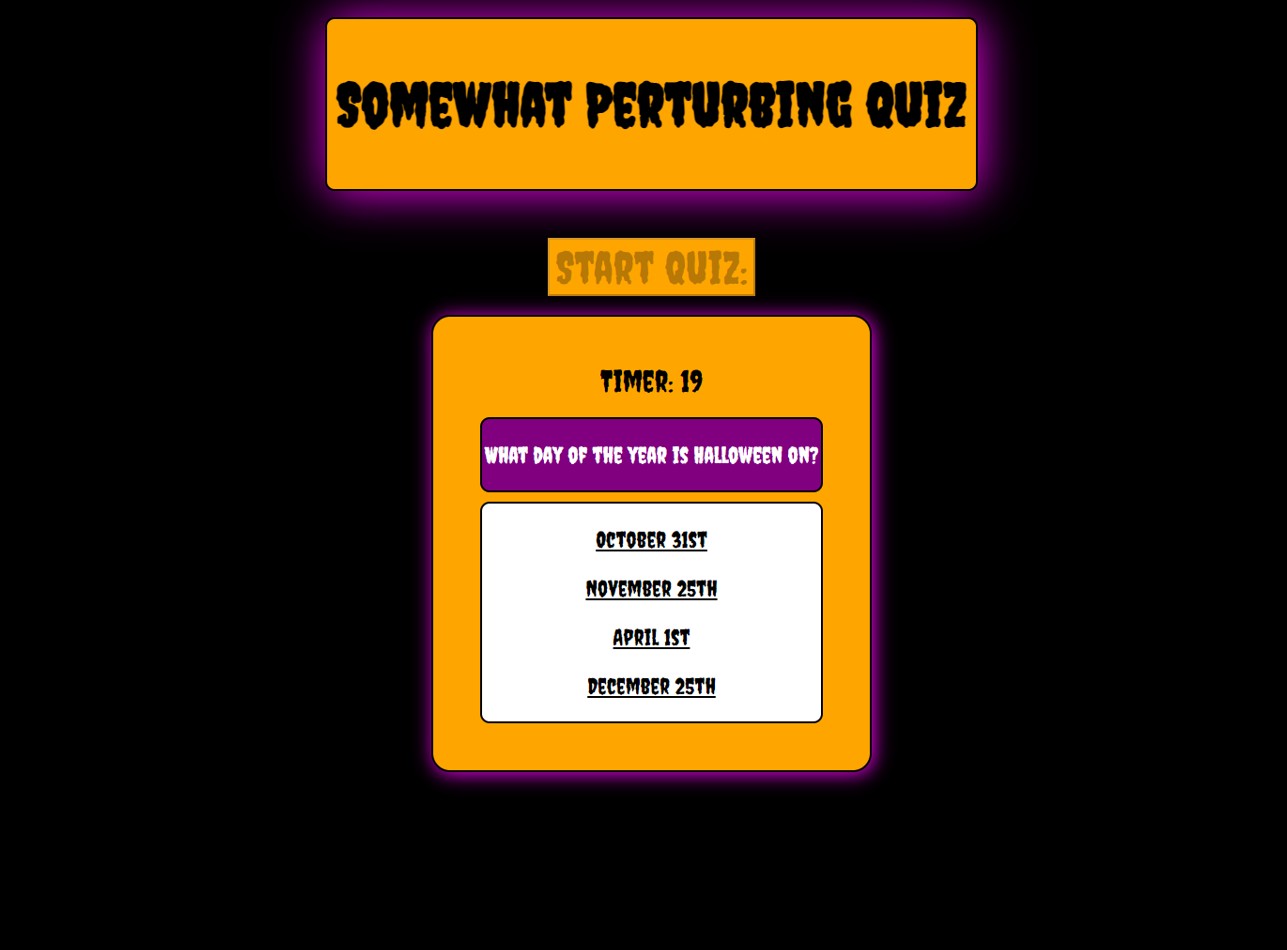 SOMEWHAT PERTURBING QUIZ
START QUIZ:
TIMER: 19
WHAT DAY OF THE YEAR IS HALLOWEEN ON?
OCTOBER 31ST
NOVEMBER 25TH
APRIL 1ST
DECEMBER 25TH